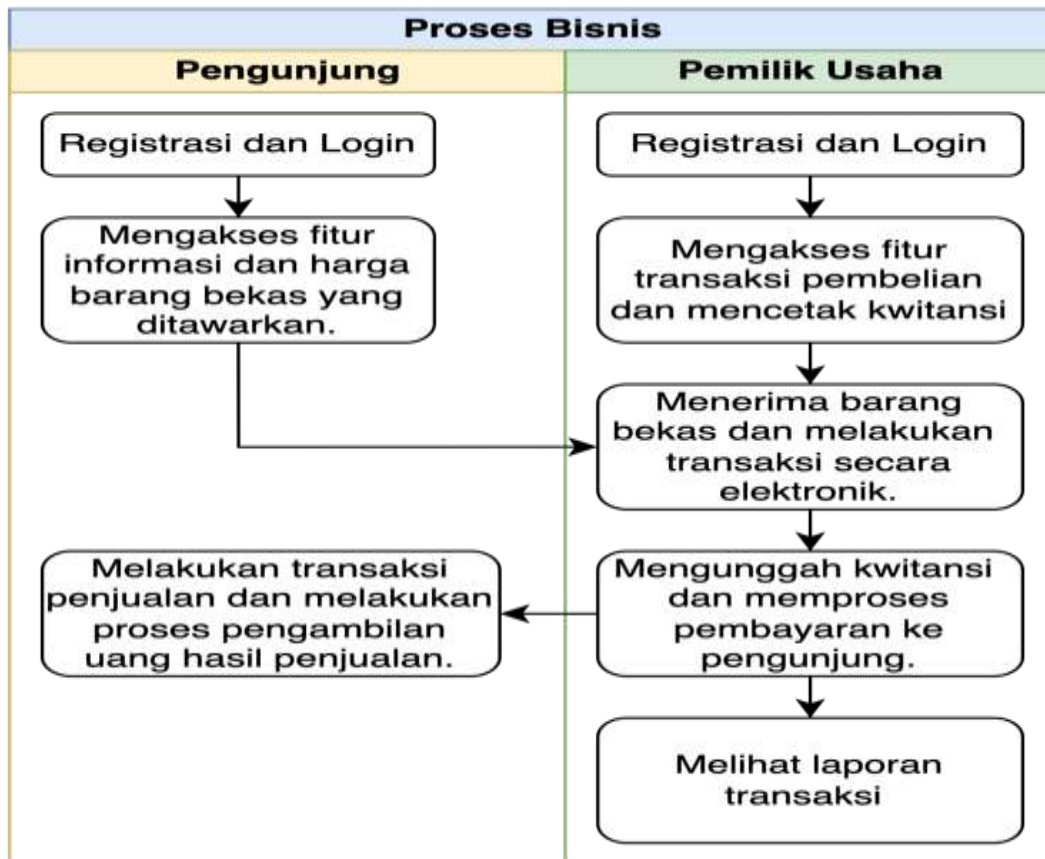 Proses Bisnis
Pengunjung
Pemilik Usaha
Registrasi dan Login
Registrasi dan Login
Mengakses fitur
informasi dan harga
barang bekas yang
ditawarkan.
Mengakses fitur
transaksi pembelian
dan mencetak kwitansi
Menerima barang
bekas dan melakukan
transaksi secara
elektronik.
Melakukan transaksi
penjualan dan melakukan
proses pengambilan
uang hasil penjualan.
Mengunggah kwitansi
dan memproses
pembayaran ke
pengunjung.
Melihat laporan
transaksi